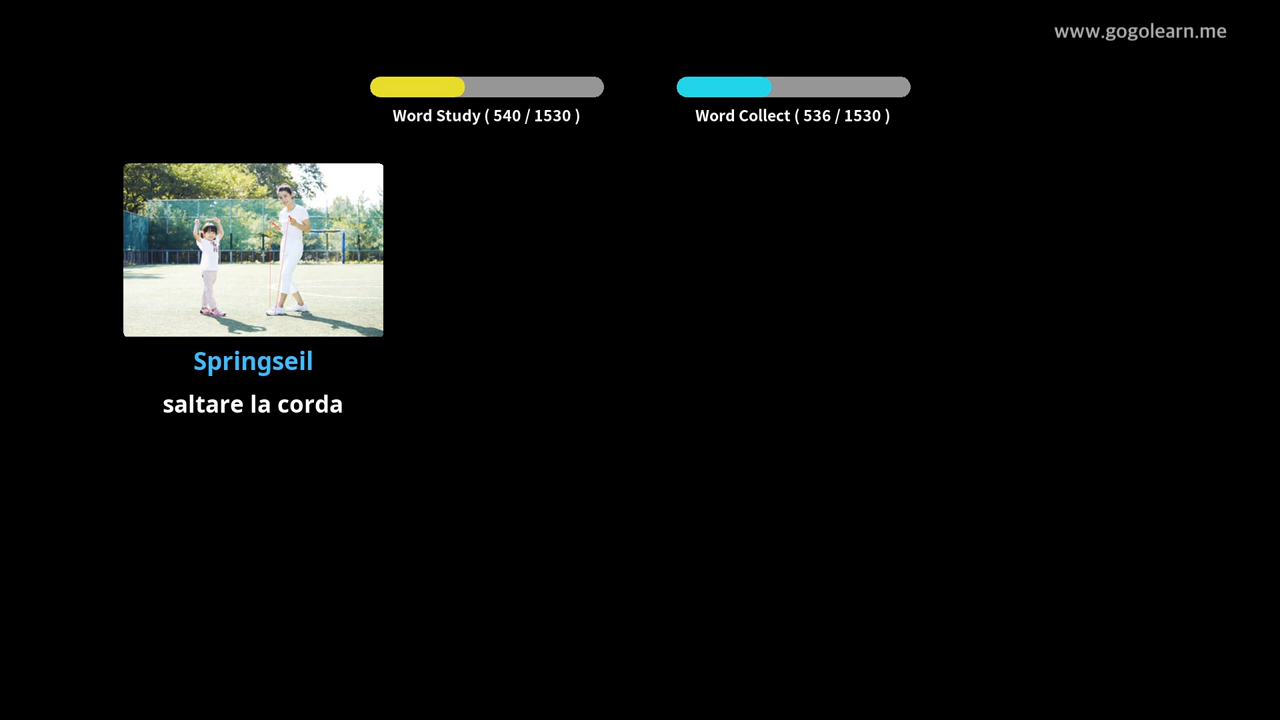 www.gogolearn.me
Word Study ( 540 / 1530 )
Word Collect ( 536 / 1530 )
Springseil
saltare la corda